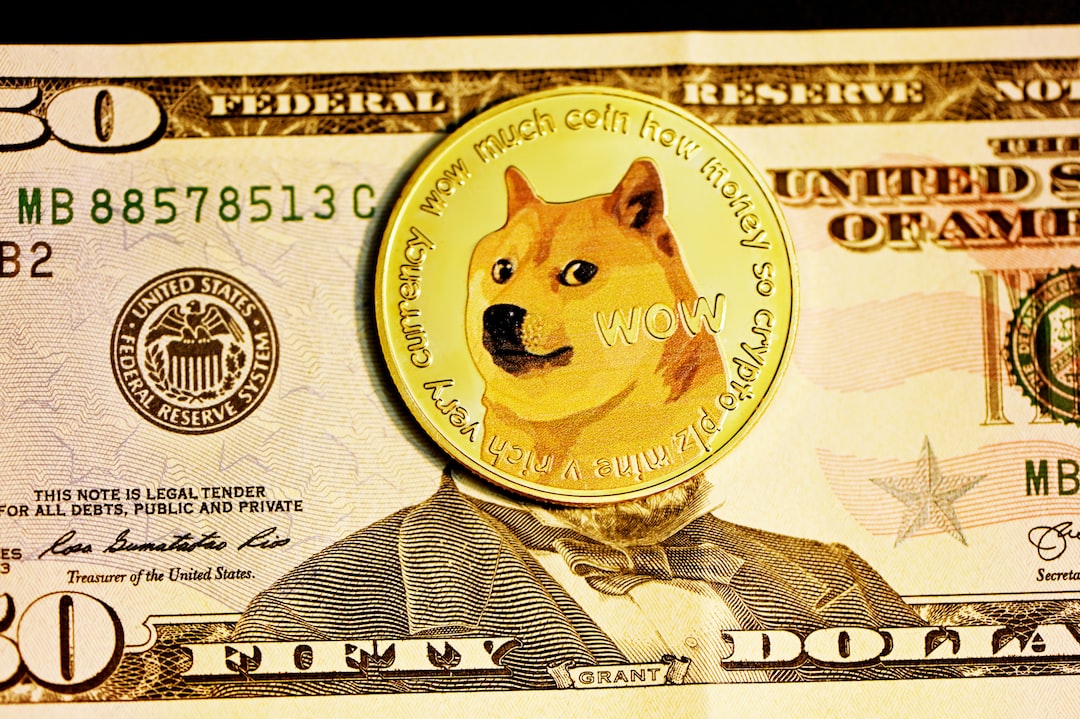 50
FEDERAL RESERVE NOT
THE
UNITED S
OF AME
MB 88578513 C
B2
UNITED STATES
FEDERAL RESERVE SYSTEM
wow much coin how money so crypto plz mine v rich very currency
WOW
THIS NOTE IS LEGAL TENDER
FOR ALL DEBTS, PUBLIC AND PRIVATE
MB
ES
3
Rosa Gumataotao Rios
Treasurer of the United States.
Secreta
50
FIFTY DOLLA
GRANT